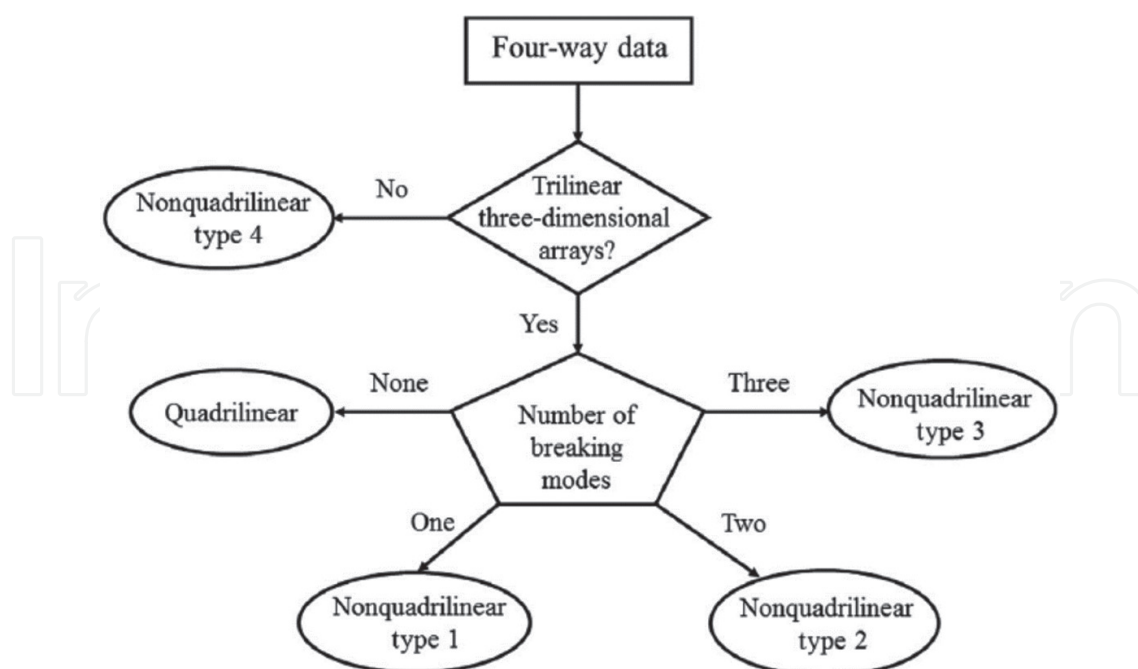 Four-way data
No
Trilinear
three-dimensional
arrays?
Nonquadrilinear
type 4
Yes
None
Three
Quadrilinear
Number of
breaking
modes
Nonquadrilinear
type 3
One
Two
Nonquadrilinear
type 1
Nonquadrilinear
type 2